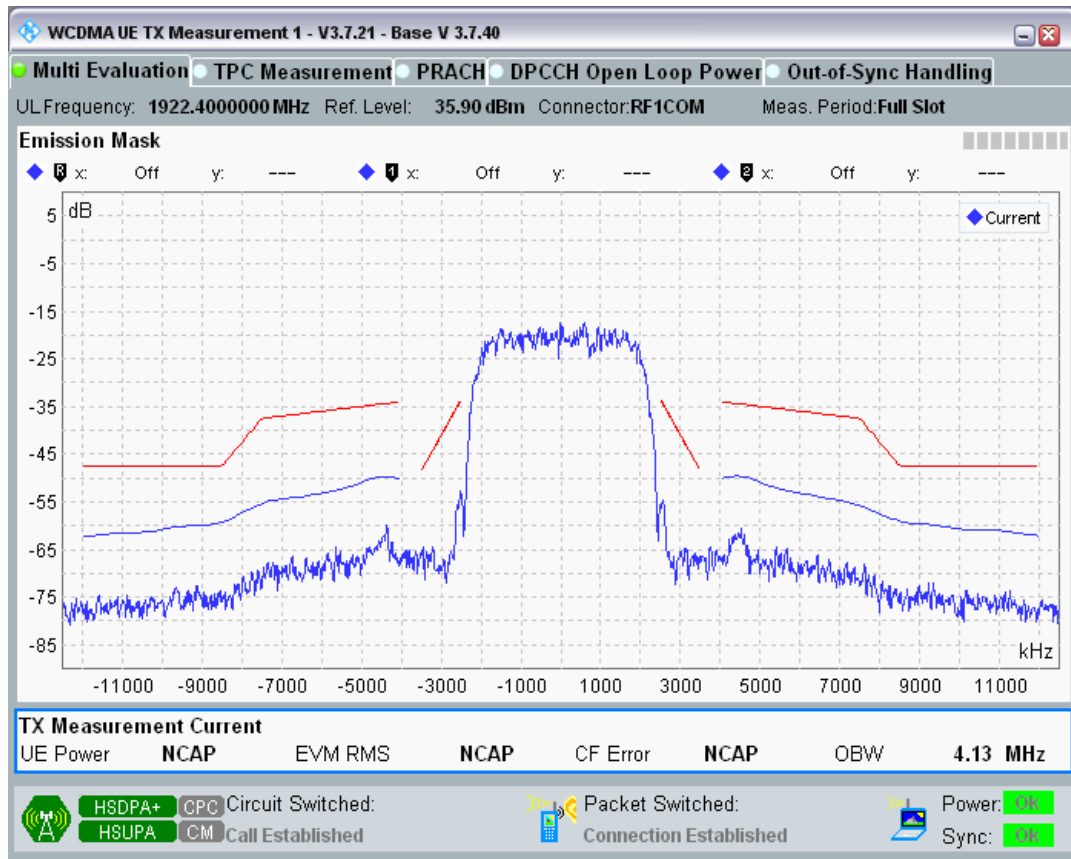 WCDMA UE TX Measurement 1 - V3.7.21 - Base V 3.7.40
Multi Evaluation TPC Measurement PRACH DPCCH Open Loop Power Out-of-Sync Handling
UL Frequency: 1922.4000000 MHz Ref. Level: 35.90 dBm Connector: RF1COM Meas. Period: Full Slot
Emission Mask
R x: Off y: --- 1 x: Off y: --- 2 x: Off y: ---
dB
Current
5
-5
-15
-25
-35
-45
-55
-65
-75
-85
kHz
-11000 -9000 -7000 -5000 -3000 -1000 1000 3000 5000 7000 9000 11000
TX Measurement Current
UE Power NCAP EVM RMS NCAP CF Error NCAP OBW 4.13 MHz
HSDPA+ CPC Circuit Switched: Packet Switched: Power: Ok
HSUPA CM Call Established Connection Established Sync: Ok